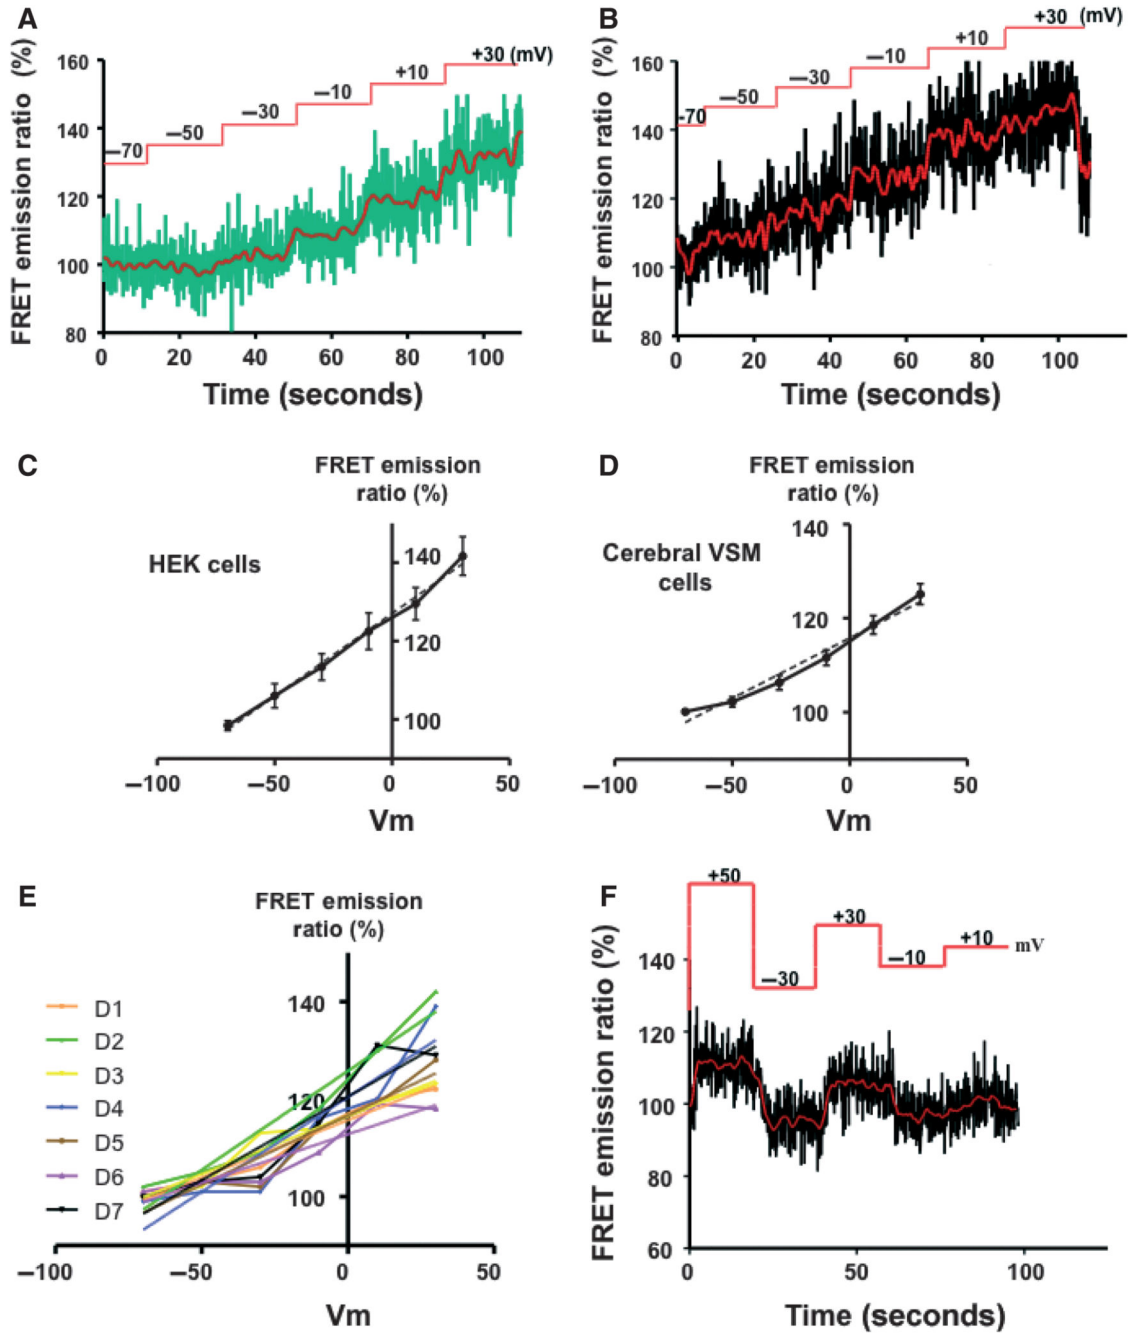 A
FRET emission ratio (%)
160
140
120
100
80
–70
–50
–30
–10
+10
+30 (mV)
0 20 40 60 80 100
Time (seconds)
B
FRET emission ratio (%)
160
140
120
100
80
-70
–50
–30
–10
+10
+30 (mV)
0 20 40 60 80 100
Time (seconds)
C
FRET emission
ratio (%)
HEK cells
140
120
100
–100 –50 0 50
Vm
D
FRET emission
ratio (%)
Cerebral VSM
cells
140
120
100
–100 –50 0 50
Vm
E
FRET emission
ratio (%)
D1
D2
D3
D4
D5
D6
D7
140
120
100
–100 –50 0 50
Vm
F
FRET emission ratio (%)
140
120
100
80
60
+50
–30
+30
–10
+10 mV
0 50 100
Time (seconds)